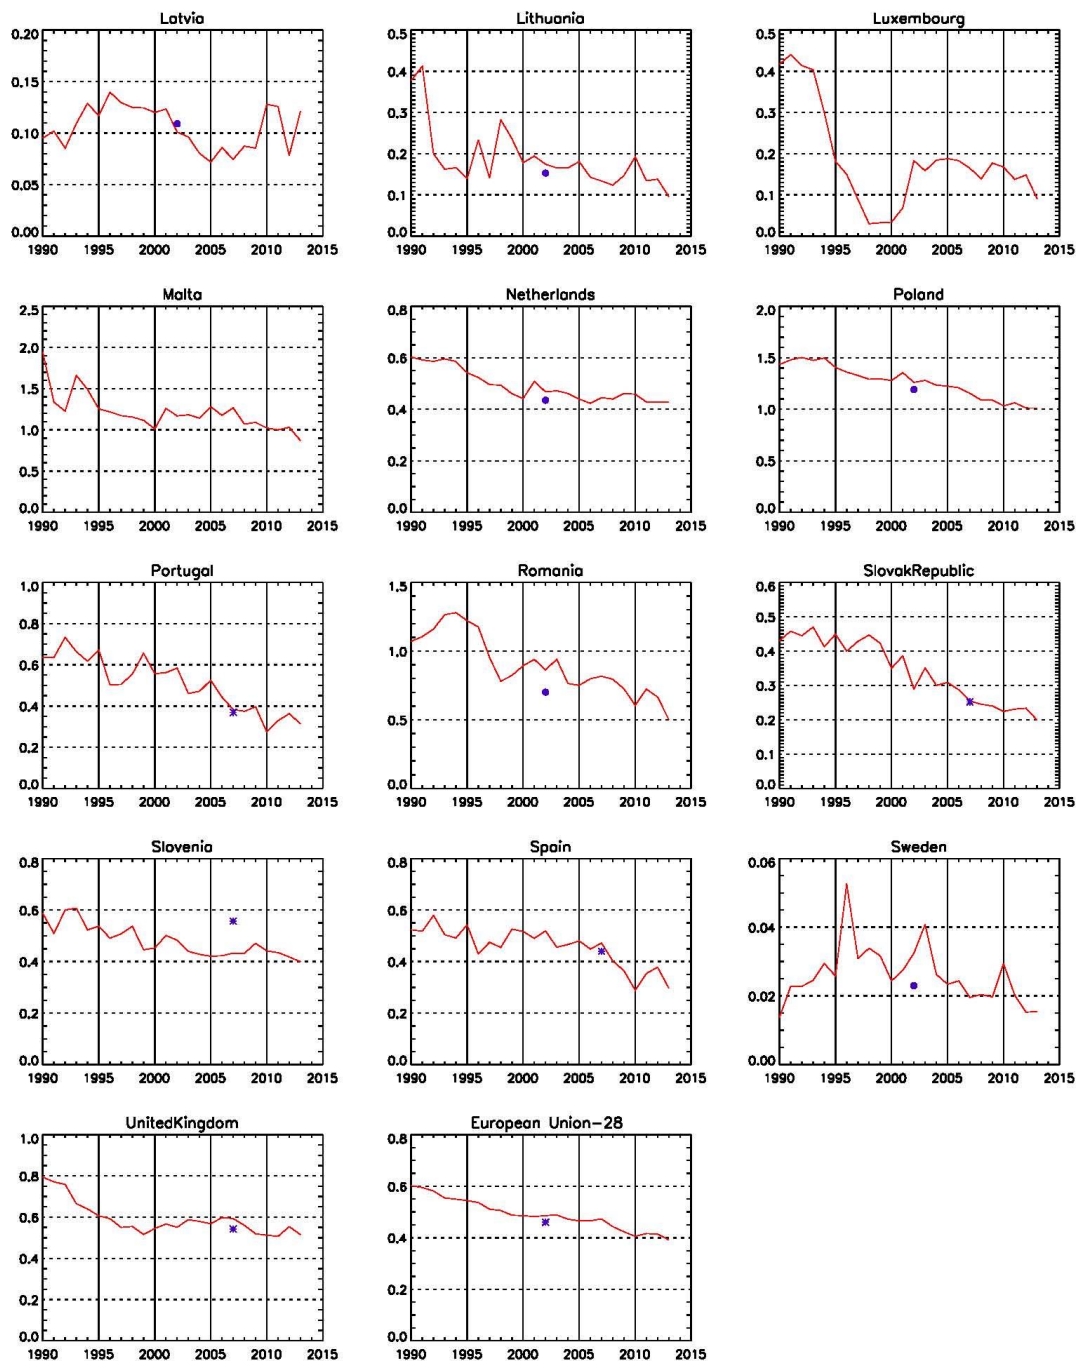 Latvia Lithuania Luxembourg
0.20 0.5 0.5
0.15 0.4 0.4
0.10 0.3 0.3
0.05 0.2 0.2
0.00 0.1 0.1
0.0 0.0
1990 1995 2000 2005 2010 2015 1990 1995 2000 2005 2010 2015 1990 1995 2000 2005 2010 2015
Malta Netherlands Poland
2.5 0.8 2.0
2.0 0.6 1.5
1.5 0.4 1.0
1.0 0.2 0.5
0.5 0.0 0.0
0.0
1990 1995 2000 2005 2010 2015 1990 1995 2000 2005 2010 2015 1990 1995 2000 2005 2010 2015
Portugal Romania SlovakRepublic
1.0 1.5 0.6
0.8 1.0 0.5
0.6 0.5 0.4
0.4 0.0 0.3
0.2 0.2
0.0 0.1
0.0
1990 1995 2000 2005 2010 2015 1990 1995 2000 2005 2010 2015 1990 1995 2000 2005 2010 2015
Slovenia Spain Sweden
0.8 0.8 0.06
0.6 0.6 0.04
0.4 0.4 0.02
0.2 0.2 0.00
0.0 0.0
1990 1995 2000 2005 2010 2015 1990 1995 2000 2005 2010 2015 1990 1995 2000 2005 2010 2015
UnitedKingdom European Union-28
1.0 0.8
0.8 0.6
0.6 0.4
0.4 0.2
0.2 0.0
0.0
1990 1995 2000 2005 2010 2015 1990 1995 2000 2005 2010 2015